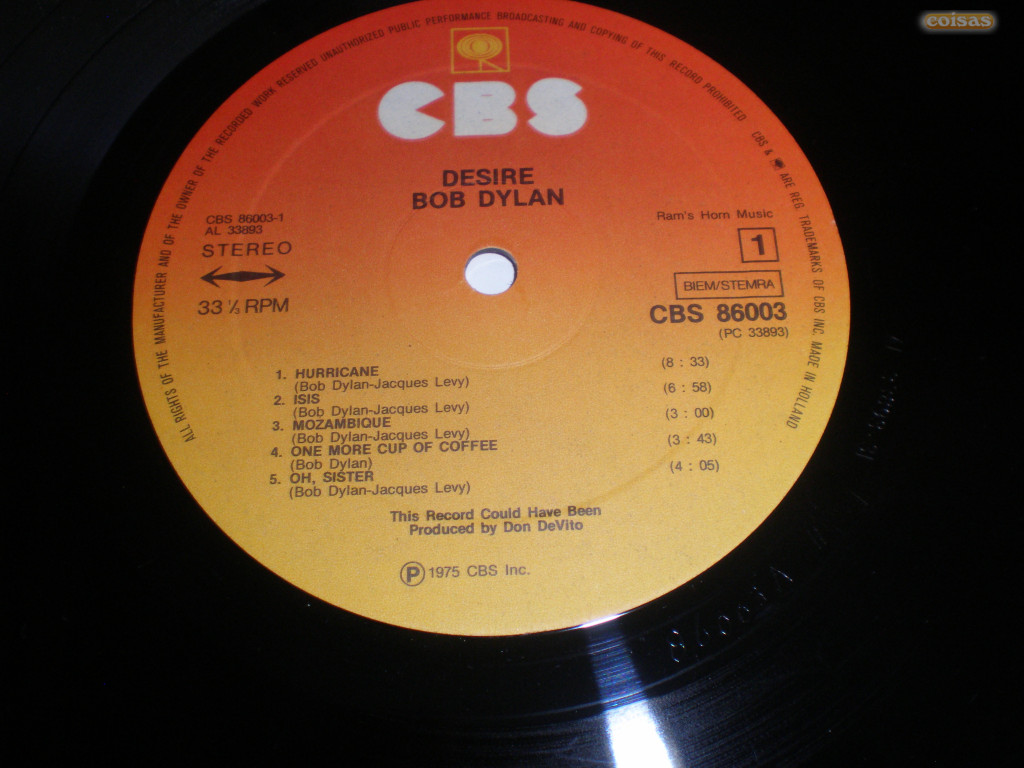 coisas
ALL RIGHTS OF THE MANUFACTURER AND OF THE OWNER OF THE RECORDED WORK RESERVED UNAUTHORIZED PUBLIC PERFORMANCE BROADCASTING AND COPYING OF THIS RECORD PROHIBITED
CBS & ARE REG. TRADEMARKS OF CBS INC. MADE IN HOLLAND
CBS
DESIRE
BOB DYLAN
CBS 86003-1
AL 33893
STEREO
33 ⅓ RPM
Ram's Horn Music
1
BIEM/STEMRA
CBS 86003
(PC 33893)
1. HURRICANE (8 : 33)
(Bob Dylan-Jacques Levy)
2. ISIS (6 : 58)
(Bob Dylan-Jacques Levy)
3. MOZAMBIQUE (3 : 00)
(Bob Dylan-Jacques Levy)
4. ONE MORE CUP OF COFFEE (3 : 43)
(Bob Dylan)
5. OH, SISTER (4 : 05)
(Bob Dylan-Jacques Levy)
This Record Could Have Been
Produced by Don DeVito
Ⓟ 1975 CBS Inc.